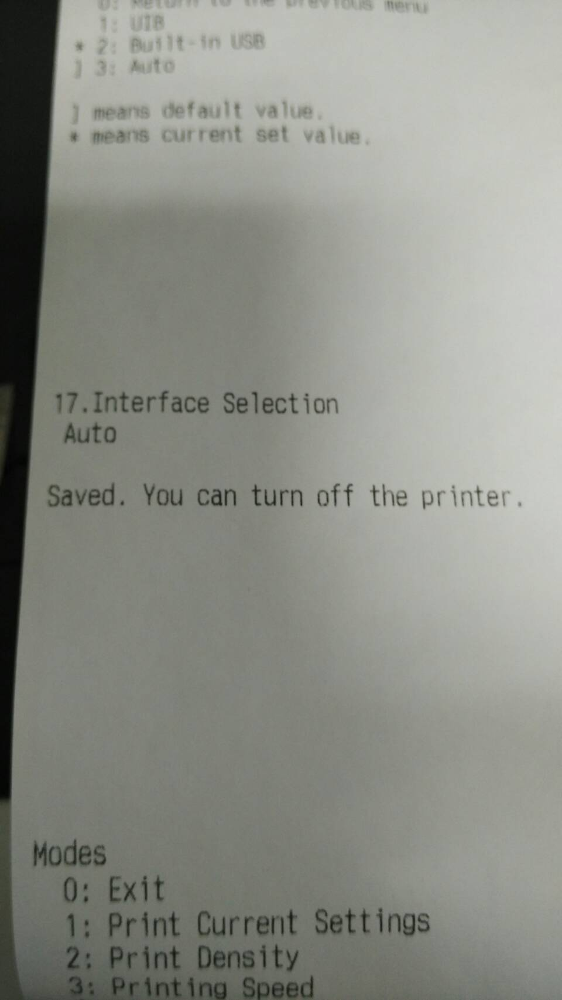 0: Return to the previous menu
1: UIB
* 2: Built-in USB
] 3: Auto
] means default value.
* means current set value.
17.Interface Selection
Auto
Saved. You can turn off the printer.
Modes
0: Exit
1: Print Current Settings
2: Print Density
3: Printing Speed